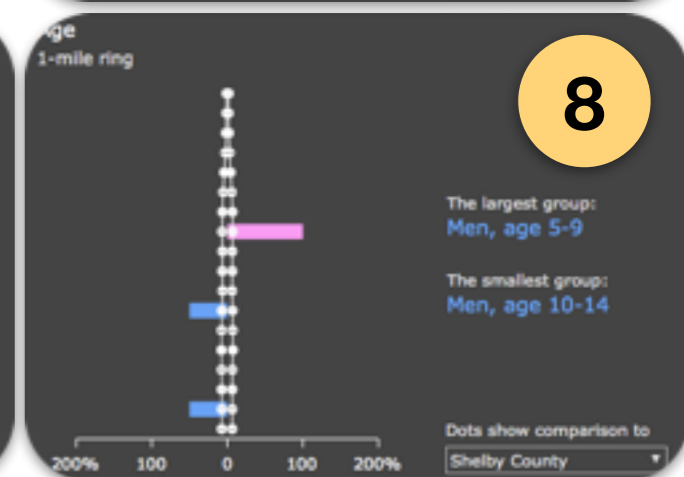 Age
1-mile ring
8
The largest group:
Men, age 5-9
The smallest group:
Men, age 10-14
Dots show comparison to
200% 100 0 100 200%
Shelby County